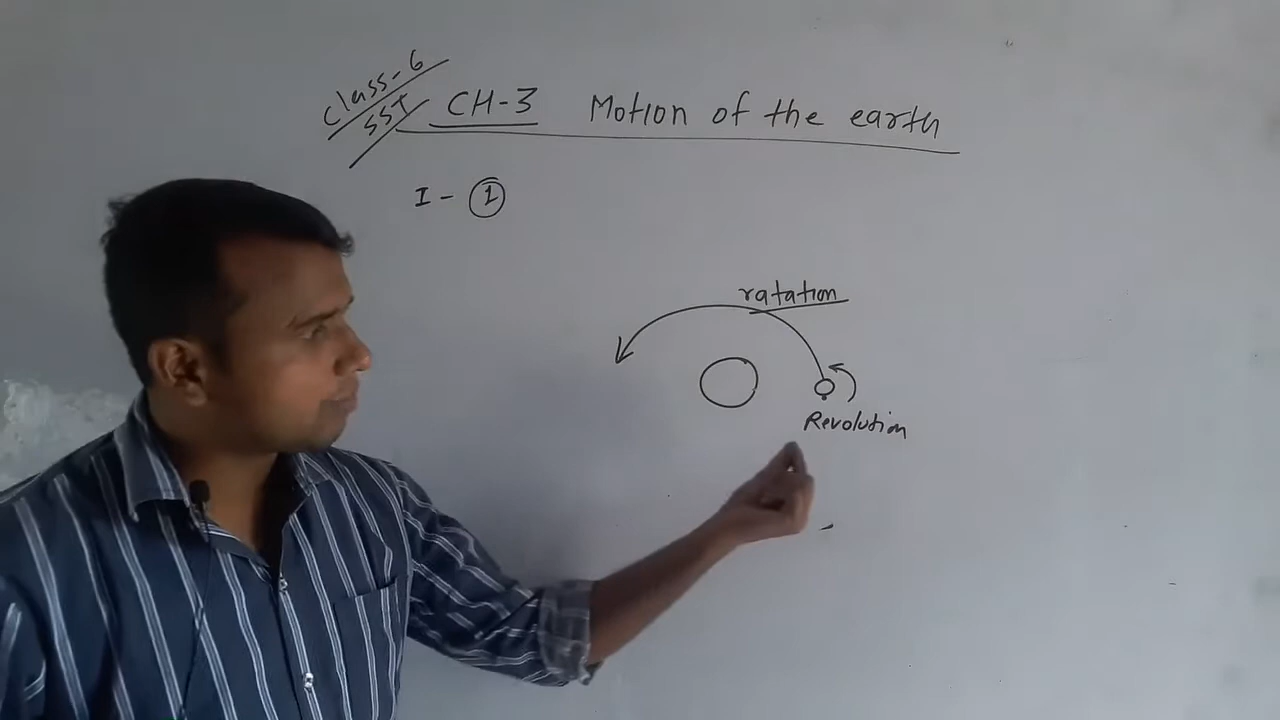 Class-6
SST
CH-3 Motion of the earth
I - 1
ratation
Revolution